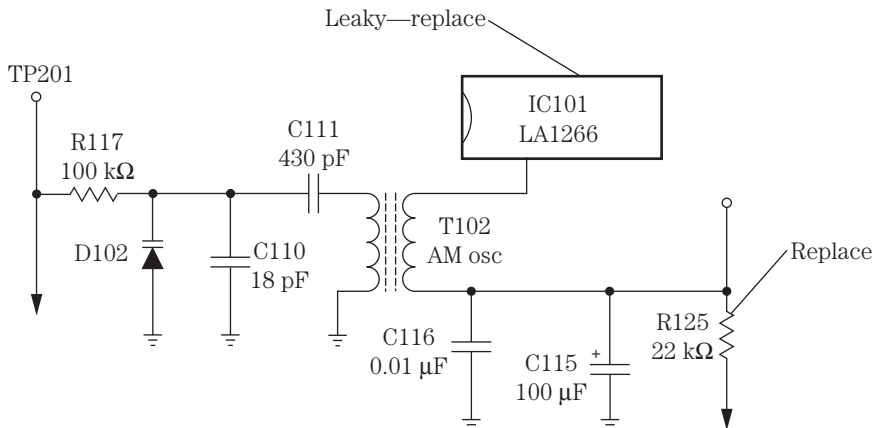 Leaky—replace
TP201
IC101
LA1266
R117
100 kΩ
C111
430 pF
D102
C110
18 pF
T102
AM osc
Replace
C116
0.01 µF
C115
+
100 µF
R125
22 kΩ